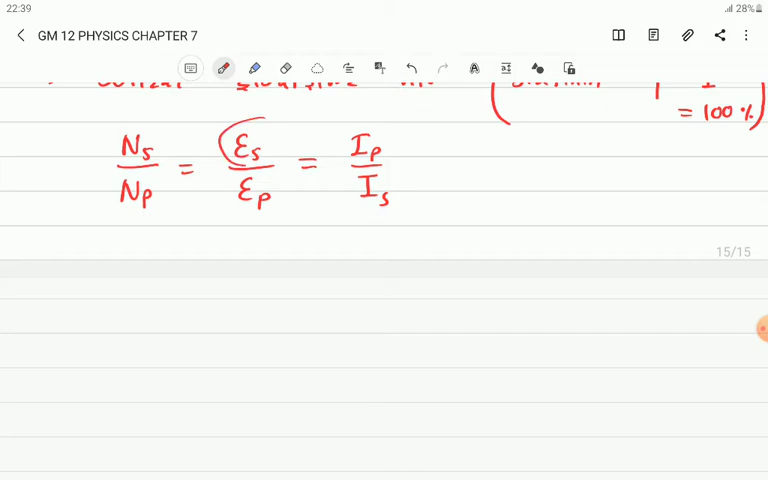 22:39
28%
GM 12 PHYSICS CHAPTER 7
= 100 %
Ns/Np = εs/εp = Ip/Is
15/15